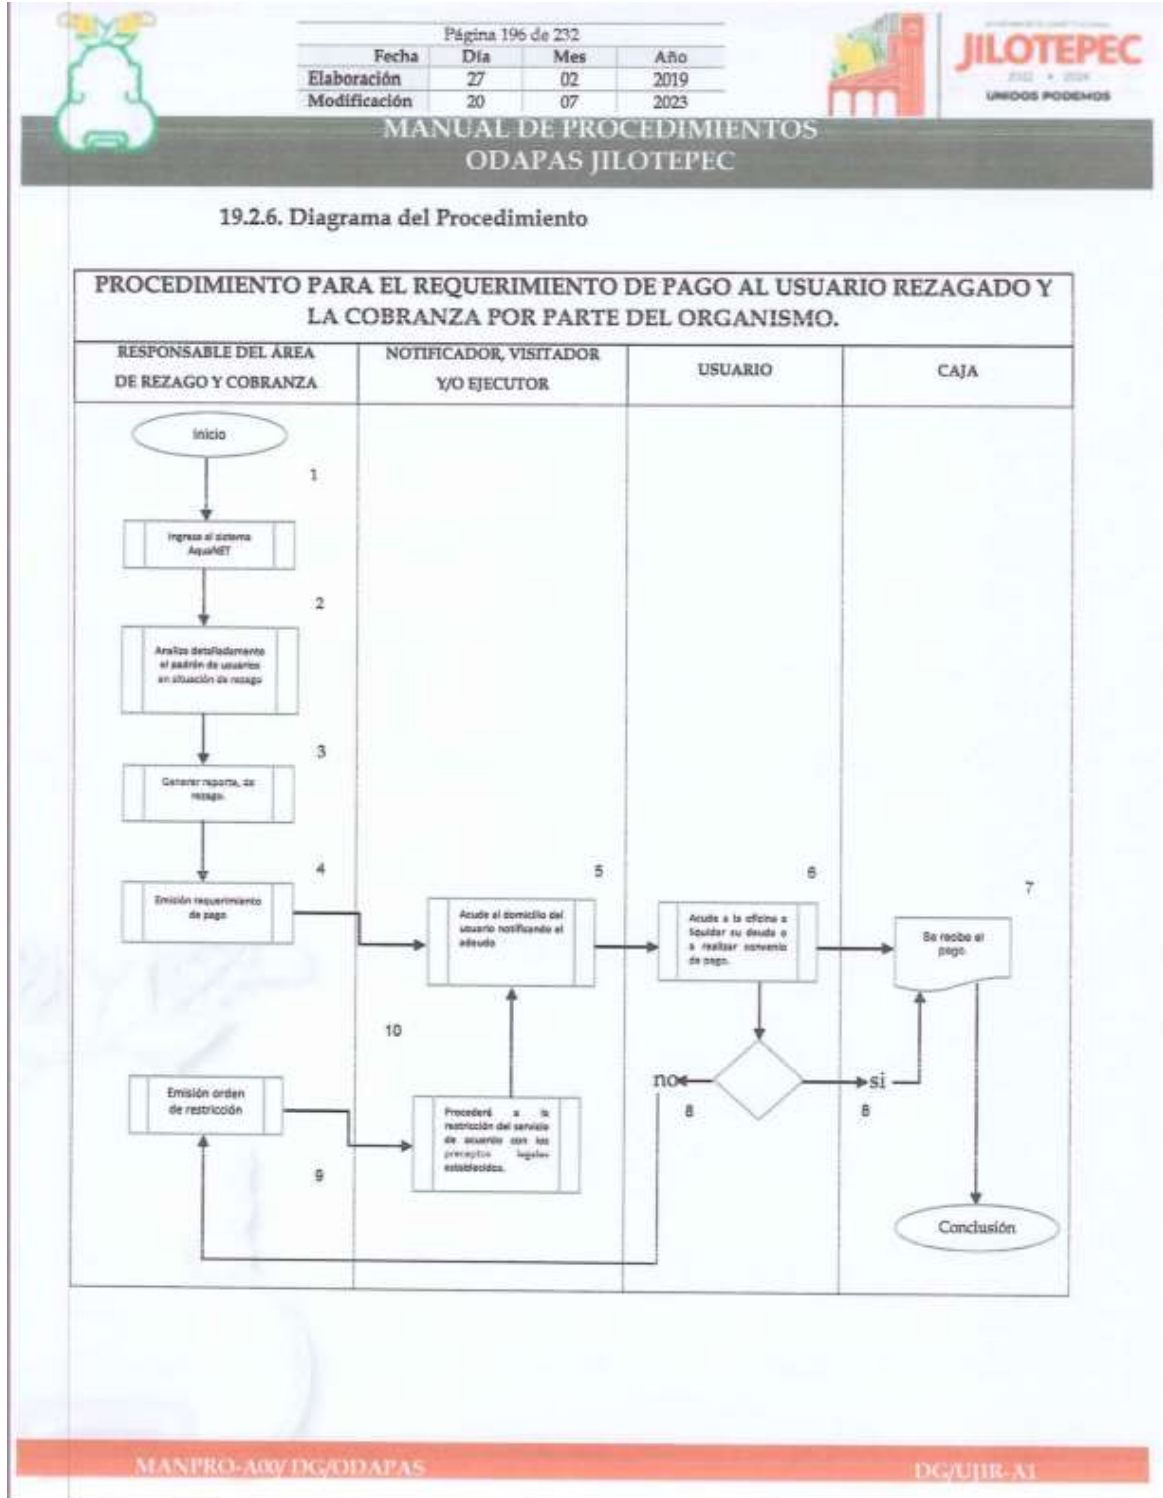 Página 196 de 232
Fecha Día Mes Año
Elaboración 27 02 2019
Modificación 20 07 2023
JILOTEPEC
UNIDOS PODEMOS
MANUAL DE PROCEDIMIENTOS
ODAPAS JILOTEPEC
19.2.6. Diagrama del Procedimiento
PROCEDIMIENTO PARA EL REQUERIMIENTO DE PAGO AL USUARIO REZAGADO Y
LA COBRANZA POR PARTE DEL ORGANISMO.
RESPONSABLE DEL ÁREA
DE REZAGO Y COBRANZA
NOTIFICADOR, VISITADOR
Y/O EJECUTOR
USUARIO
CAJA
Inicio
1
Ingresa al sistema
AquaNET
2
Analiza detalladamente
el padrón de usuarios
en situación de rezago
3
Generar reporte, de
rezago.
4
Emisión requerimiento
de pago
5
Acude al domicilio del
usuario notificando el
adeudo
6
Acude a la oficina a
liquidar su deuda o
a realizar convenio
de pago.
7
Se recibe el
pago.
no
8
si
8
Emisión orden
de restricción
9
10
Procederá a la
restricción del servicio
de acuerdo con los
preceptos legales
establecidos.
Conclusión
MANPRO-A00/ DG/ODAPAS
DG/UJIR-A1